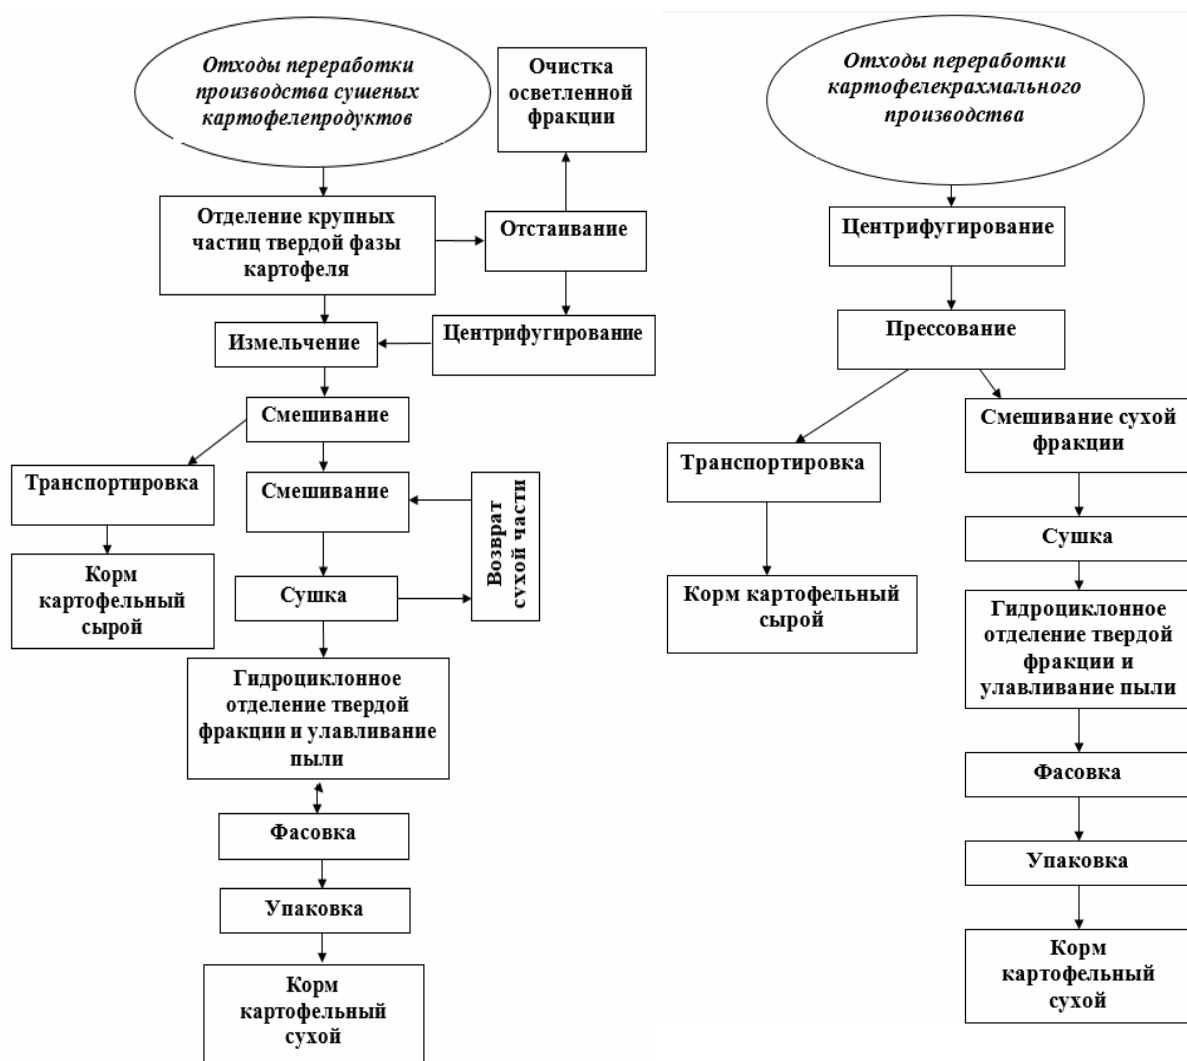 Отходы переработки
производства сушеных
картофелепродуктов
Очистка
осветленной
фракции
Отделение крупных
частиц твердой фазы
картофеля
Отстаивание
Измельчение
Центрифугирование
Смешивание
Транспортировка
Смешивание
Возврат
сухой части
Корм
картофельный
сырой
Сушка
Гидроциклонное
отделение твердой
фракции и улавливание
пыли
Фасовка
Упаковка
Корм
картофельный
сухой
Отходы переработки
картофелекрахмального
производства
Центрифугирование
Прессование
Транспортировка
Смешивание сухой
фракции
Корм картофельный
сырой
Сушка
Гидроциклонное
отделение твердой
фракции и
улавливание пыли
Фасовка
Упаковка
Корм
картофельный
сухой